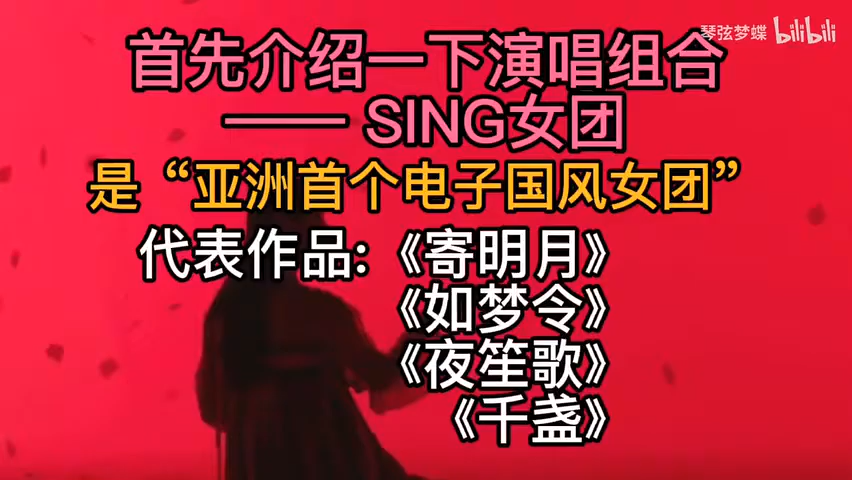 琴弦梦蝶 bilibili
首先介绍一下演唱组合
—— SING女团
是“亚洲首个电子国风女团”
代表作品:《寄明月》
《如梦令》
《夜笙歌》
《千盏》